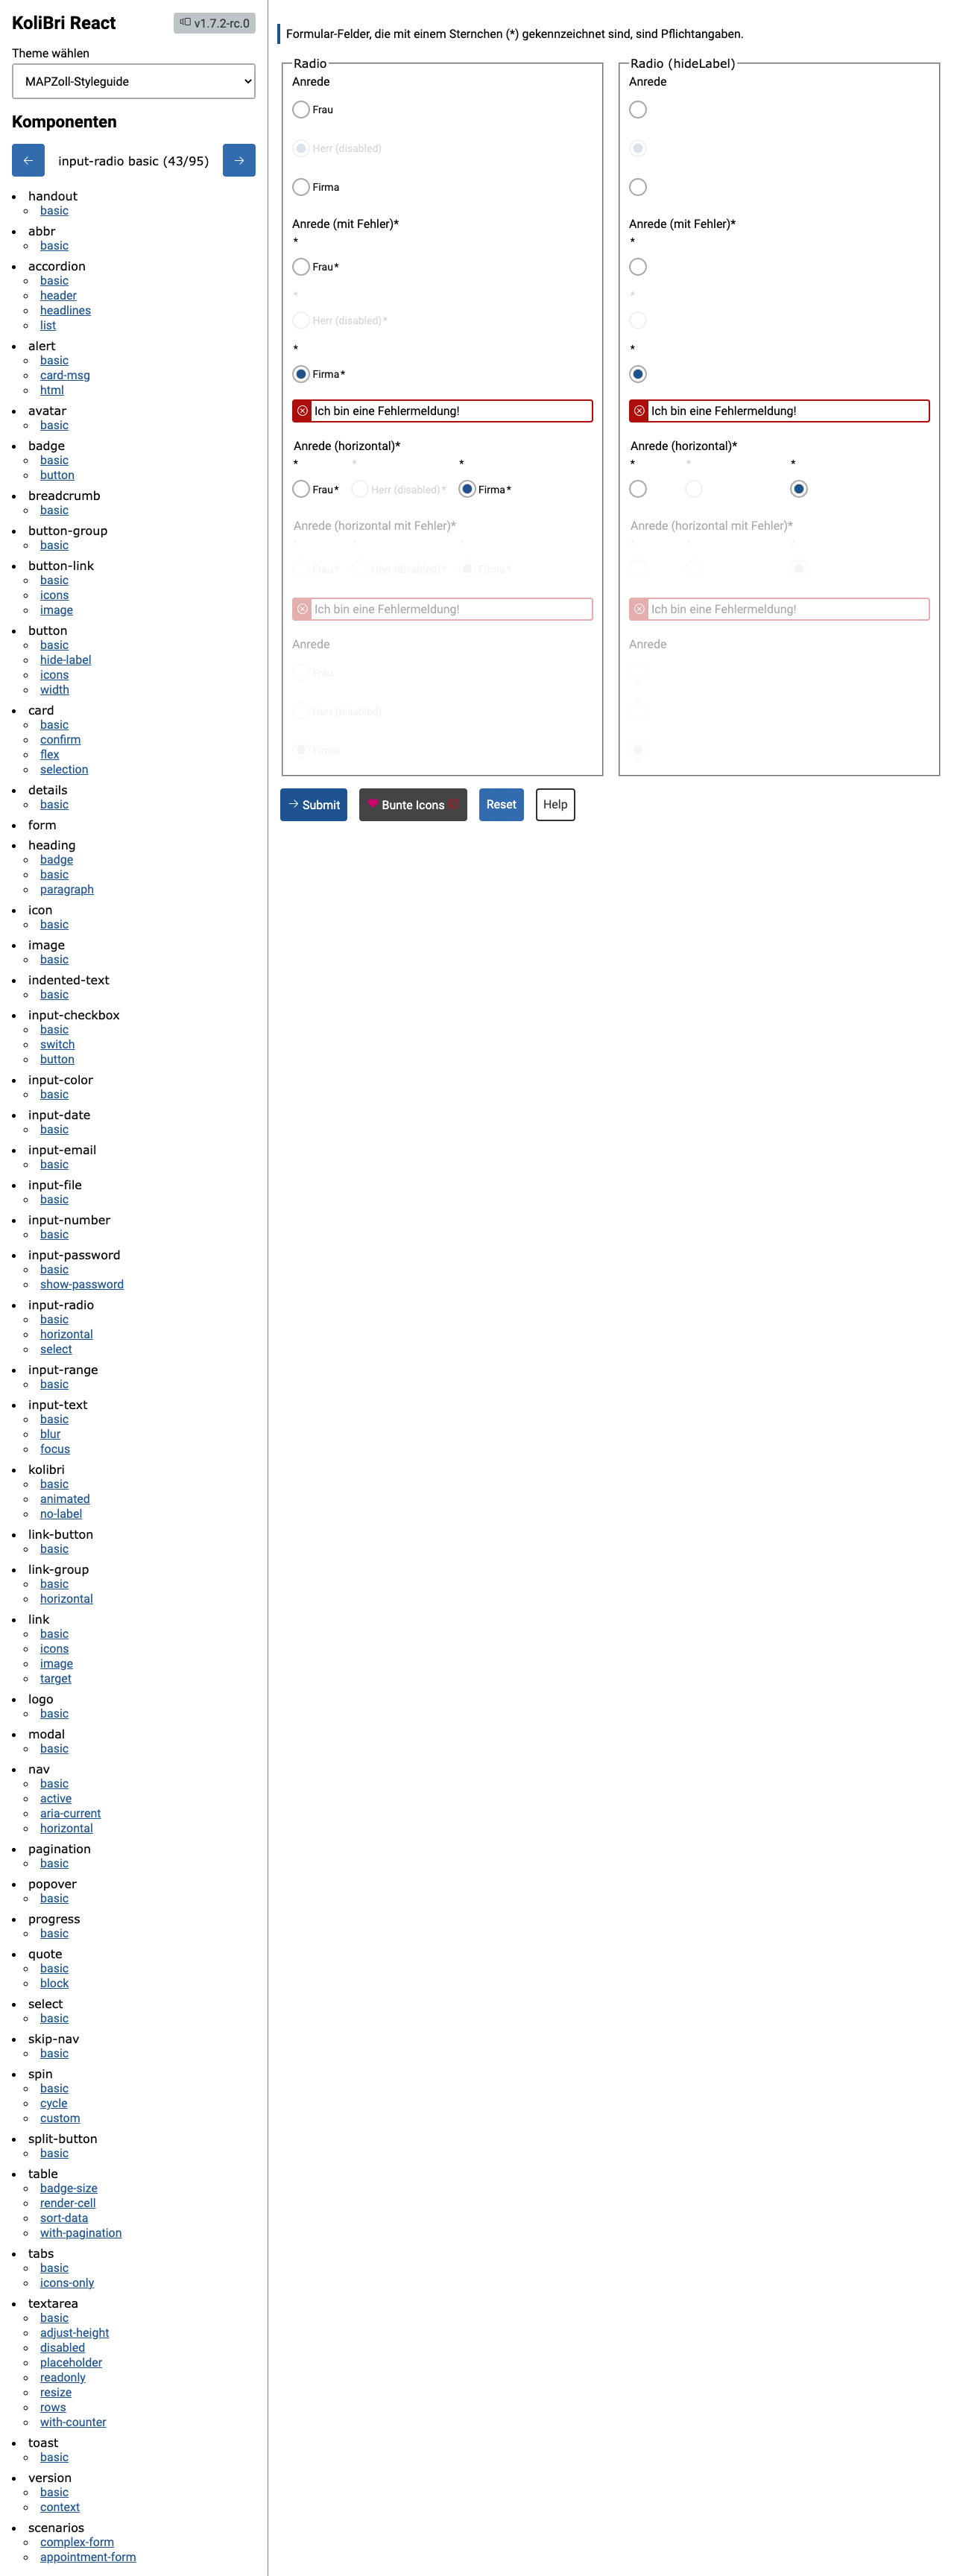 KoliBri React
v1.7.2-rc.0
Theme wählen
MAPZoll-Styleguide
Komponenten
← input-radio basic (43/95) →
handout
basic
abbr
basic
accordion
basic
header
headlines
list
alert
basic
card-msg
html
avatar
basic
badge
basic
button
breadcrumb
basic
button-group
basic
button-link
basic
icons
image
button
basic
hide-label
icons
width
card
basic
confirm
flex
selection
details
basic
form
heading
badge
basic
paragraph
icon
basic
image
basic
indented-text
basic
input-checkbox
basic
switch
button
input-color
basic
input-date
basic
input-email
basic
input-file
basic
input-number
basic
input-password
basic
show-password
input-radio
basic
horizontal
select
input-range
basic
input-text
basic
blur
focus
kolibri
basic
animated
no-label
link-button
basic
link-group
basic
horizontal
link
basic
icons
image
target
logo
basic
modal
basic
nav
basic
active
aria-current
horizontal
pagination
basic
popover
basic
progress
basic
quote
basic
block
select
basic
skip-nav
basic
spin
basic
cycle
custom
split-button
basic
table
badge-size
render-cell
sort-data
with-pagination
tabs
basic
icons-only
textarea
basic
adjust-height
disabled
placeholder
readonly
resize
rows
with-counter
toast
basic
version
basic
context
scenarios
complex-form
appointment-form
Formular-Felder, die mit einem Sternchen (*) gekennzeichnet sind, sind Pflichtangaben.
Radio
Anrede
Frau
Herr (disabled)
Firma
Anrede (mit Fehler)*
*
Frau*
*
Herr (disabled)*
*
Firma*
Ich bin eine Fehlermeldung!
Anrede (horizontal)*
* * *
Frau* Herr (disabled)* Firma*
Anrede (horizontal mit Fehler)*
* * *
Frau* Herr (disabled)* Firma*
Ich bin eine Fehlermeldung!
Anrede
Frau
Herr (disabled)
Firma
Radio (hideLabel)
Anrede
Anrede (mit Fehler)*
*
*
*
Ich bin eine Fehlermeldung!
Anrede (horizontal)*
* * *
Anrede (horizontal mit Fehler)*
* * *
Ich bin eine Fehlermeldung!
Anrede
→ Submit Bunte Icons Reset Help